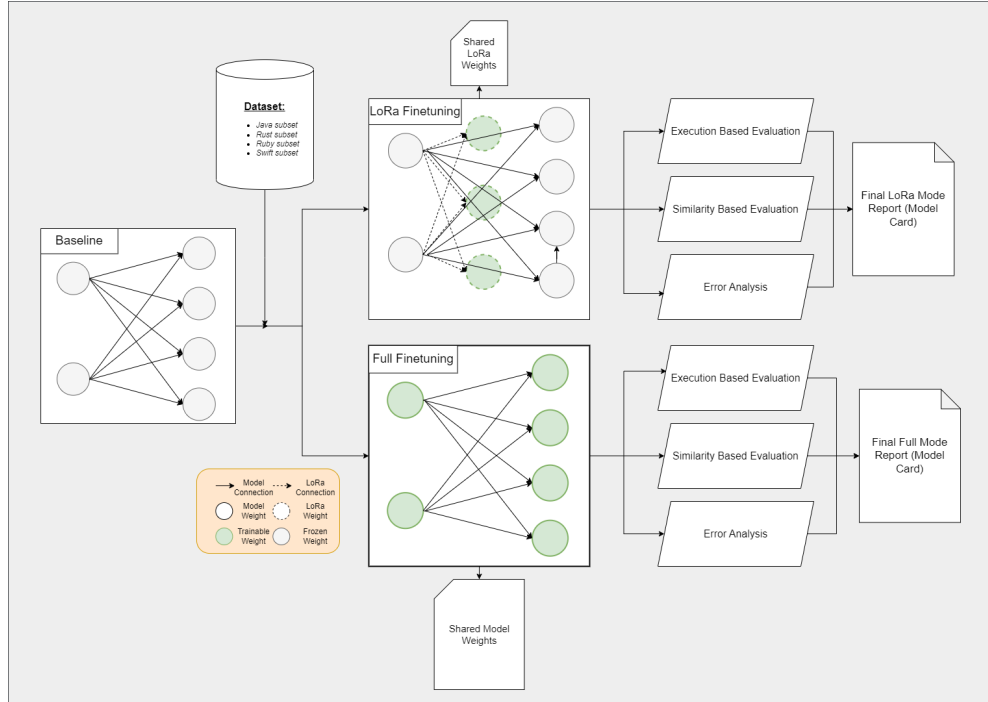 Shared
LoRa
Weights
Dataset:
Java subset
Rust subset
Ruby subset
Swift subset
LoRa Finetuning
Execution Based Evaluation
Similarity Based Evaluation
Error Analysis
Final LoRa Mode
Report (Model
Card)
Baseline
Full Finetuning
Execution Based Evaluation
Similarity Based Evaluation
Error Analysis
Final Full Mode
Report (Model
Card)
Model
Connection
LoRa
Connection
Model
Weight
LoRa
Weight
Trainable
Weight
Frozen
Weight
Shared Model
Weights